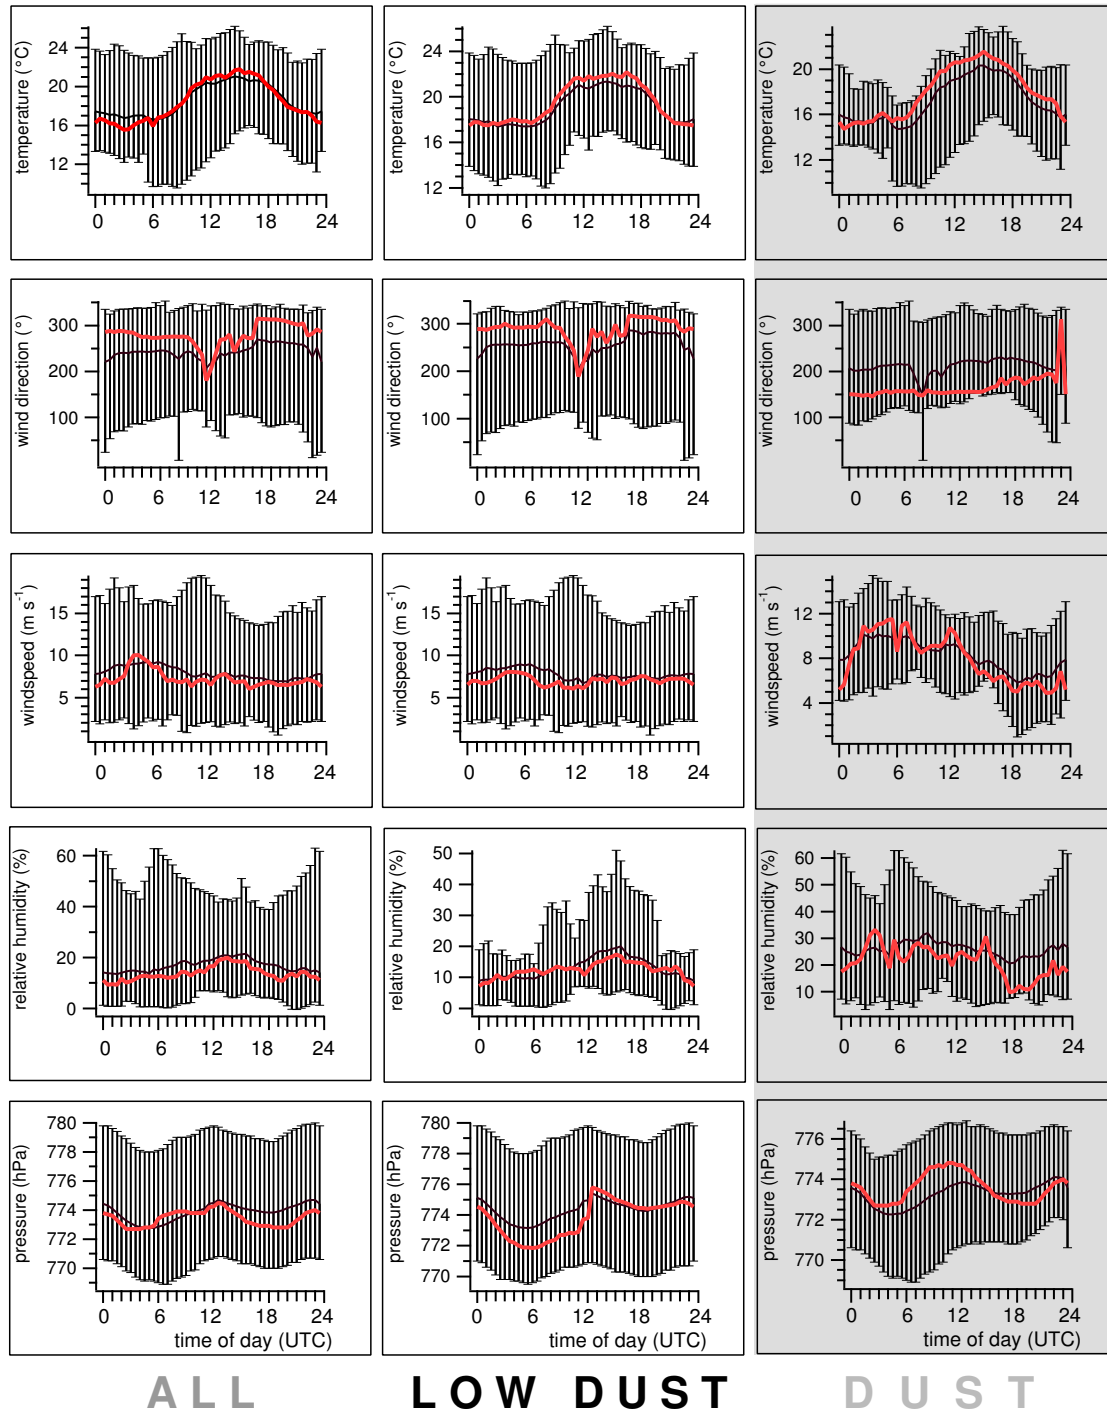 temperature (°C)
24
20
16
12
0 6 12 18 24
temperature (°C)
24
20
16
12
0 6 12 18 24
temperature (°C)
20
16
12
0 6 12 18 24
wind direction (°)
300
200
100
0 6 12 18 24
wind direction (°)
300
200
100
0 6 12 18 24
wind direction (°)
300
200
100
0 6 12 18 24
windspeed (m s⁻¹)
15
10
5
0 6 12 18 24
windspeed (m s⁻¹)
15
10
5
0 6 12 18 24
windspeed (m s⁻¹)
12
8
4
0 6 12 18 24
relative humidity (%)
60
40
20
0
0 6 12 18 24
relative humidity (%)
50
40
30
20
10
0
0 6 12 18 24
relative humidity (%)
60
50
40
30
20
10
0 6 12 18 24
pressure (hPa)
780
778
776
774
772
770
0 6 12 18 24
time of day (UTC)
pressure (hPa)
780
778
776
774
772
770
0 6 12 18 24
time of day (UTC)
pressure (hPa)
776
774
772
770
0 6 12 18 24
time of day (UTC)
ALL LOW DUST DUST